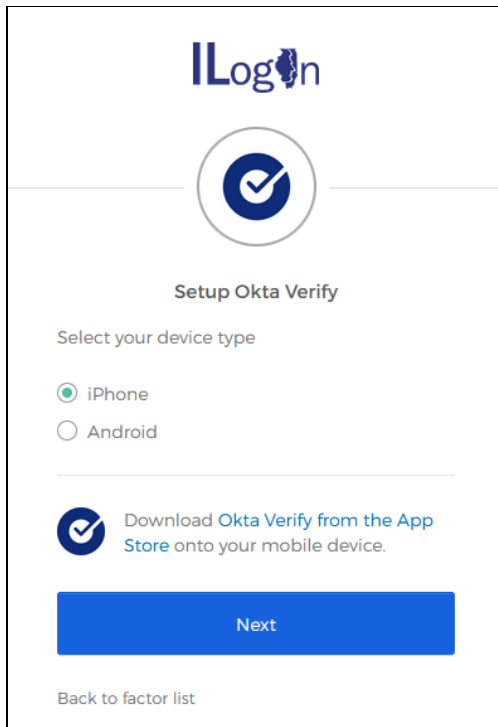 ILogIn
Setup Okta Verify
Select your device type
iPhone
Android
Download Okta Verify from the App
Store onto your mobile device.
Next
Back to factor list